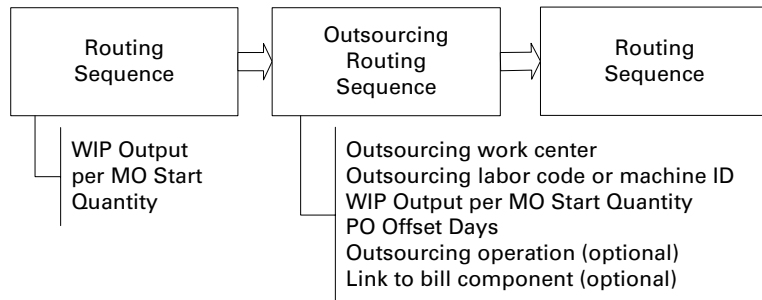 Routing
Sequence
Outsourcing
Routing
Sequence
Routing
Sequence
WIP Output
per MO Start
Quantity
Outsourcing work center
Outsourcing labor code or machine ID
WIP Output per MO Start Quantity
PO Offset Days
Outsourcing operation (optional)
Link to bill component (optional)